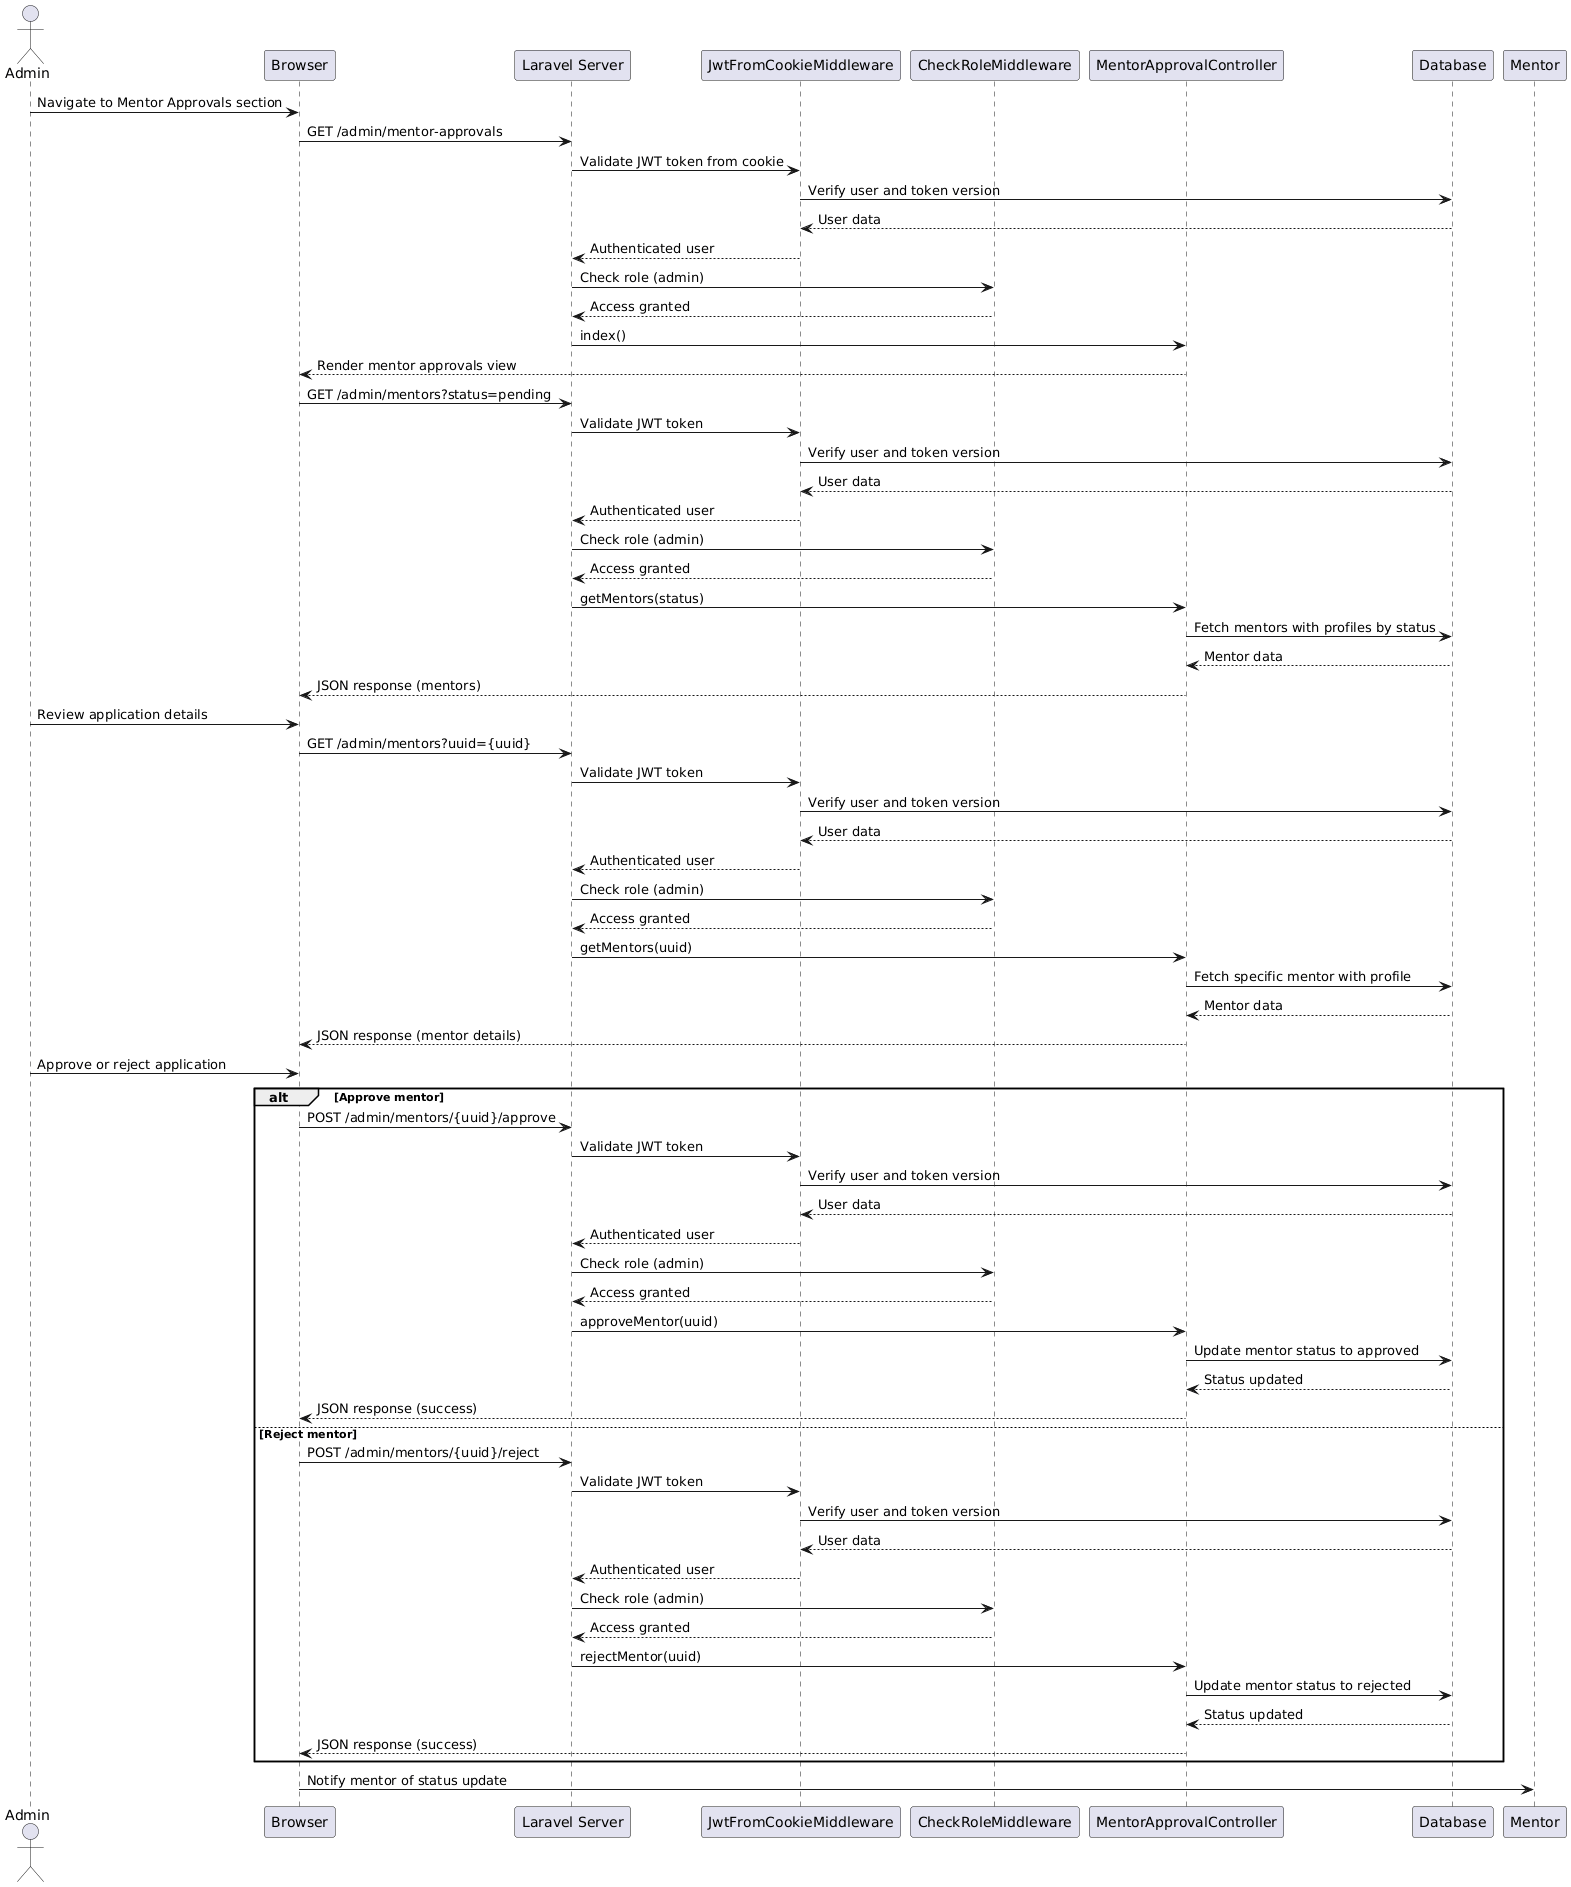 Admin
Browser
Laravel Server
JwtFromCookieMiddleware
CheckRoleMiddleware
MentorApprovalController
Database
Mentor
Navigate to Mentor Approvals section
GET /admin/mentor-approvals
Validate JWT token from cookie
Verify user and token version
User data
Authenticated user
Check role (admin)
Access granted
index()
Render mentor approvals view
GET /admin/mentors?status=pending
Validate JWT token
Verify user and token version
User data
Authenticated user
Check role (admin)
Access granted
getMentors(status)
Fetch mentors with profiles by status
Mentor data
JSON response (mentors)
Review application details
GET /admin/mentors?uuid={uuid}
Validate JWT token
Verify user and token version
User data
Authenticated user
Check role (admin)
Access granted
getMentors(uuid)
Fetch specific mentor with profile
Mentor data
JSON response (mentor details)
Approve or reject application
alt
[Approve mentor]
POST /admin/mentors/{uuid}/approve
Validate JWT token
Verify user and token version
User data
Authenticated user
Check role (admin)
Access granted
approveMentor(uuid)
Update mentor status to approved
Status updated
JSON response (success)
[Reject mentor]
POST /admin/mentors/{uuid}/reject
Validate JWT token
Verify user and token version
User data
Authenticated user
Check role (admin)
Access granted
rejectMentor(uuid)
Update mentor status to rejected
Status updated
JSON response (success)
Notify mentor of status update
Admin
Browser
Laravel Server
JwtFromCookieMiddleware
CheckRoleMiddleware
MentorApprovalController
Database
Mentor